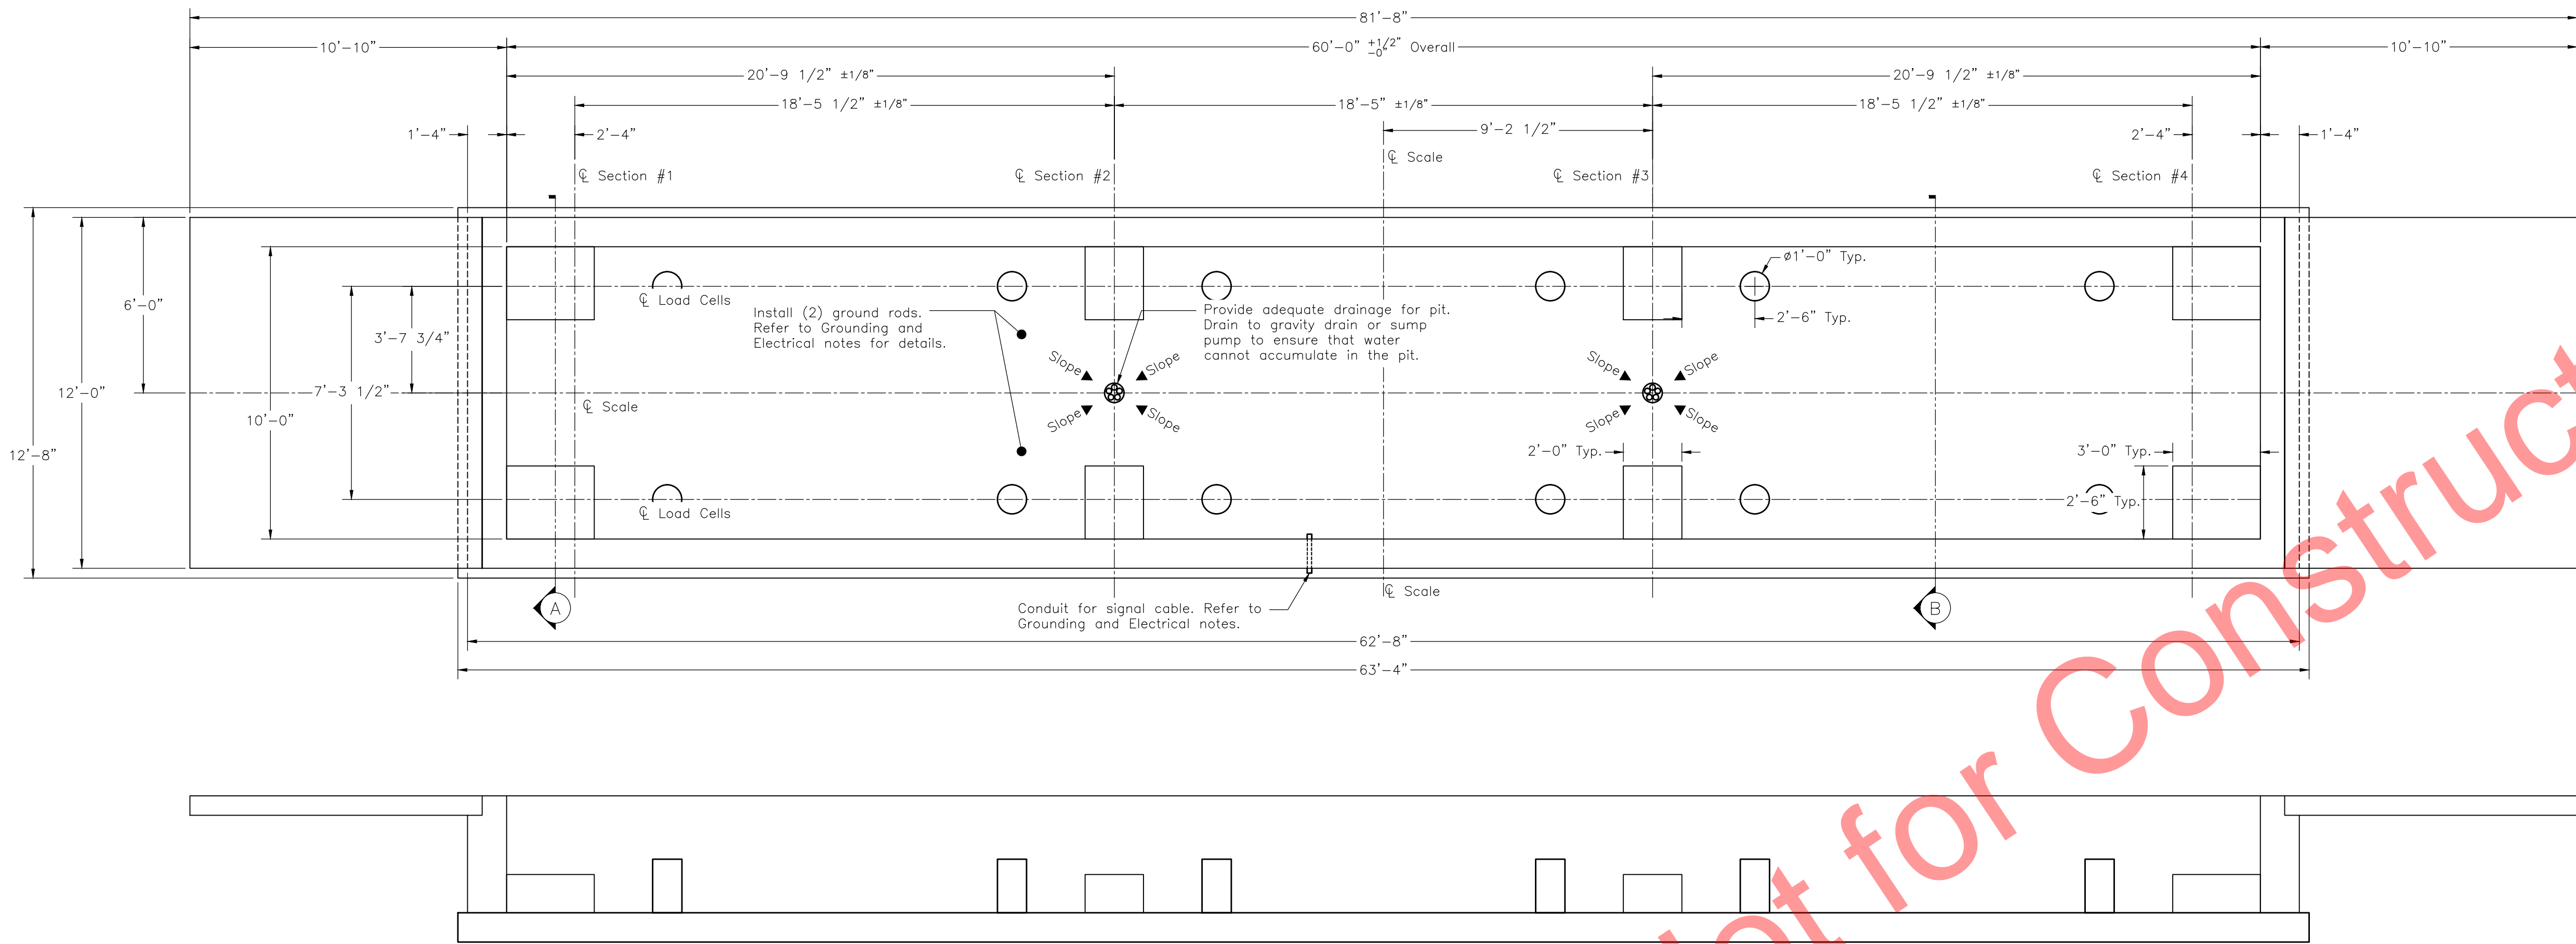 81'-8"
10'-10"
60'-0" +1/2" -0" Overall
10'-10"
20'-9 1/2" ±1/8"
20'-9 1/2" ±1/8"
18'-5 1/2" ±1/8"
18'-5" ±1/8"
18'-5 1/2" ±1/8"
1'-4"
2'-4"
9'-2 1/2"
2'-4"
1'-4"
℄ Scale
℄ Section #1
℄ Section #2
℄ Section #3
℄ Section #4
ø1'-0" Typ.
℄ Load Cells
6'-0"
Install (2) ground rods.
Refer to Grounding and
Electrical notes for details.
Provide adequate drainage for pit.
Drain to gravity drain or sump
pump to ensure that water
cannot accumulate in the pit.
2'-6" Typ.
3'-7 3/4"
Slope
Slope
Slope
Slope
12'-0"
7'-3 1/2"
℄ Scale
10'-0"
Slope
Slope
Slope
Slope
12'-8"
2'-0" Typ.
3'-0" Typ.
2'-6" Typ.
℄ Load Cells
℄ Scale
A
B
Conduit for signal cable. Refer to
Grounding and Electrical notes.
62'-8"
63'-4"
for